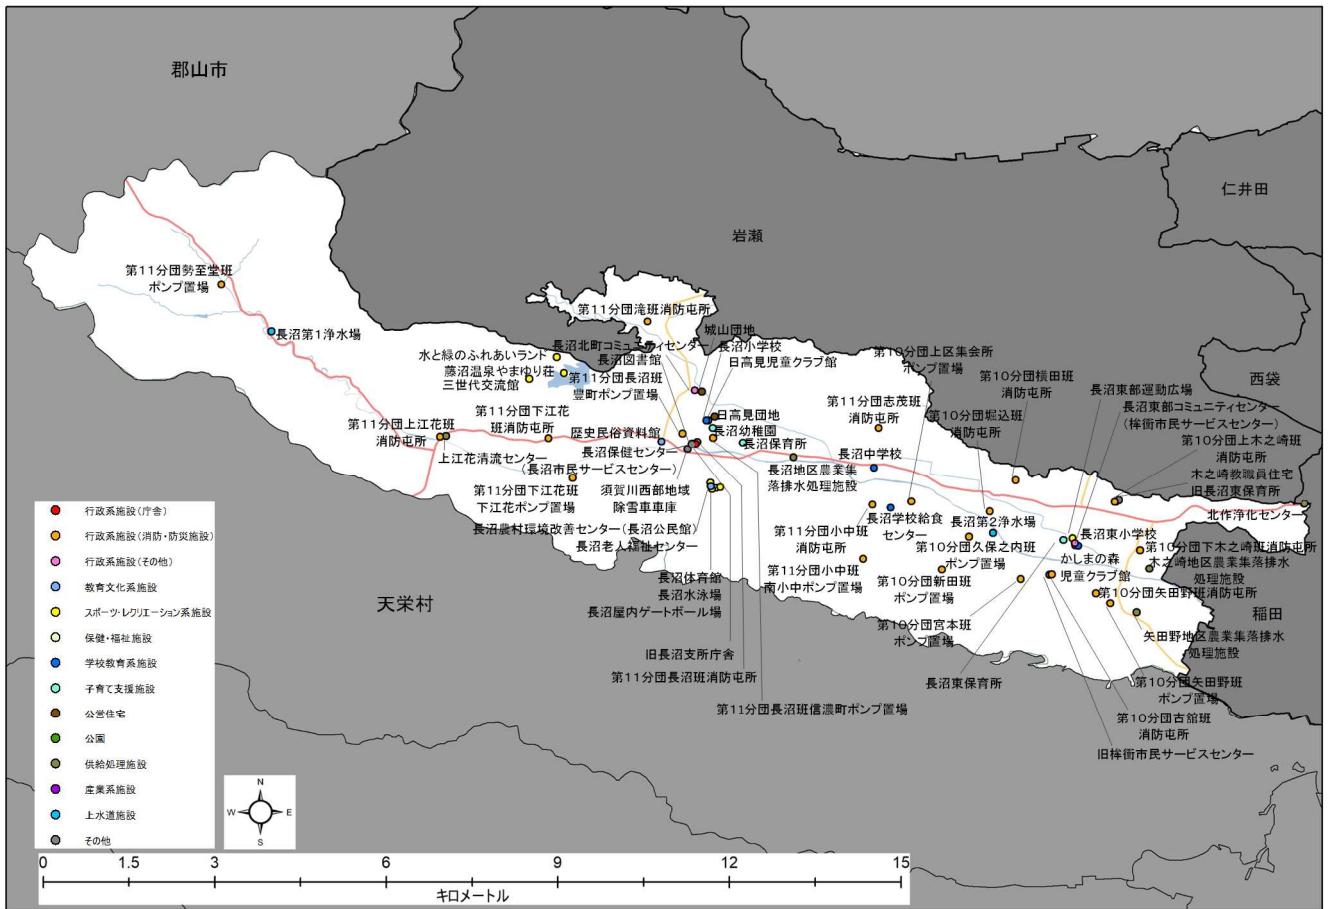 郡山市
仁井田
岩瀬
第11分団勢至堂班
ポンプ置場
第11分団滝班消防屯所
長沼第1浄水場
城山団地
長沼北町コミュニティセンター
長沼小学校
第10分団上区集会所
ポンプ置場
水と緑のふれあいランド
長沼図書館
日高見児童クラブ館
西袋
藤沼温泉やまゆり荘
三世代交流館
第11分団長沼班
豊町ポンプ置場
第10分団横田班
消防屯所
長沼東部運動広場
長沼東部コミュニティセンター
(桙衝市民サービスセンター)
第11分団志茂班
消防屯所
第10分団堀込班
消防屯所
第11分団下江花
班消防屯所
日高見団地
長沼幼稚園
第11分団上江花班
消防屯所
歴史民俗資料館
長沼保育所
第10分団上木之崎班
消防屯所
上江花清流センター
長沼保健センター
(長沼市民サービスセンター)
長沼中学校
長沼地区農業集
落排水処理施設
木之崎教職員住宅
旧長沼東保育所
第11分団下江花班
下江花ポンプ置場
須賀川西部地域
除雪車車庫
北作浄化センター
長沼学校給食
センター
長沼第2浄水場
長沼農村環境改善センター(長沼公民館)
長沼老人福祉センター
第11分団小中班
消防屯所
第10分団久保之内班
ポンプ置場
長沼東小学校
かしまの森
児童クラブ館
第10分団下木之崎班消防屯所
木之崎地区農業集落排水
処理施設
第11分団小中班
南小中ポンプ置場
第10分団新田班
ポンプ置場
長沼体育館
長沼水泳場
長沼屋内ゲートボール場
第10分団矢田野班消防屯所
天栄村
稲田
第10分団宮本班
ポンプ置場
矢田野地区農業集落排水
処理施設
旧長沼支所庁舎
第11分団長沼班消防屯所
長沼東保育所
第10分団矢田野班
ポンプ置場
第11分団長沼班信濃町ポンプ置場
第10分団古館班
消防屯所
旧桙衝市民サービスセンター
行政系施設(庁舎)
行政系施設(消防・防災施設)
行政系施設(その他)
教育文化系施設
スポーツ・レクリエーション系施設
保健・福祉施設
学校教育系施設
子育て支援施設
公営住宅
公園
供給処理施設
産業系施設
上水道施設
その他
N
W E
S
0 1.5 3 6 9 12 15
キロメートル